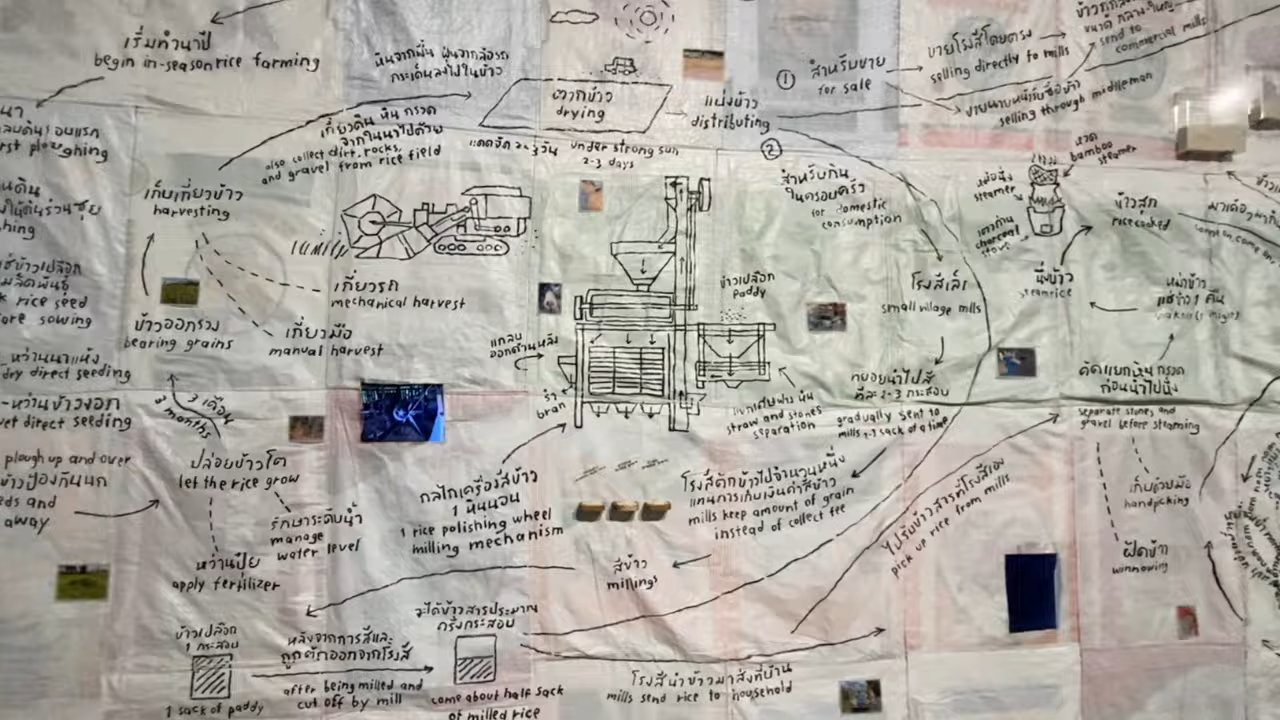 เริ่มทำนาปี
begin in-season rice farming
หินจากพื้น ฝุ่นจากล้อรถ
กระเด็นลงไปในข้าว
ตากข้าว
drying
แดดจัด 2-3 วัน under strong sun
2-3 days
แบ่งข้าว
distributing
①
สำหรับขาย
for sale
ขายโรงสีโดยตรง
selling directly to mills
send to
commercial mills
selling through middleman
②
สำหรับกิน
ในครอบครัว
for domestic
consumption
หวด
bamboo
steamer
หม้อนึ่ง
steamer
เตาถ่าน
charcoal
stove
ข้าวสุก
rice cooked
นึ่งข้าว
steam rice
หม่าข้าว
แช่ข้าว 1 คืน
โรงสีเล็ก
small village mills
ทยอยนำไปสี
ทีละ 2-3 กระสอบ
gradually sent to
mills 2-3 sack of a time
คัดแยกหิน กรวด
ก่อนนำไปนึ่ง
separate stones and
gravel before steaming
เก็บด้วยมือ
handpicking
ฝัดข้าว
winnowing
เกี่ยวดิน หิน กรวด
จากในนาไปด้วย
also collect dirt, rocks,
and gravel from rice field
เก็บเกี่ยวข้าว
harvesting
เกี่ยวรถ
mechanical harvest
เกี่ยวมือ
manual harvest
ข้าวออกรวง
bearing grains
นา
rst ploughing
rice seed
ore sowing
หว่านนาแห้ง
dry direct seeding
-หว่านข้าวงอก
et direct seeding
plough up and over
eds and
away
3 เดือน
3 months
ปล่อยข้าวโต
let the rice grow
รักษาระดับน้ำ
manage
water level
หว่านปุ๋ย
apply fertilizer
แกลบ
ออกด้านหลัง
รำ
bran
ข้าวเปลือก
paddy
straw and stones
separation
กลไกเครื่องสีข้าว
1 หินนอน
1 rice polishing wheel
milling mechanism
โรงสีตักข้าวไปจำนวนหนึ่ง
แทนการเก็บเงินค่าสีข้าว
mills keep amount of grain
instead of collect fee
สีข้าว
millings
ไปรับข้าวสารที่โรงสีเอง
pick up rice from mills
ข้าวเปลือก
1 กระสอบ
1 sack of paddy
หลังจากการสีและ
ถูกตักออกจากโรงสี
after being milled and
cut off by mill
จะได้ข้าวสารประมาณ
ครึ่งกระสอบ
come about half sack
of milled rice
โรงสีนำข้าวมาส่งที่บ้าน
mills send rice to household